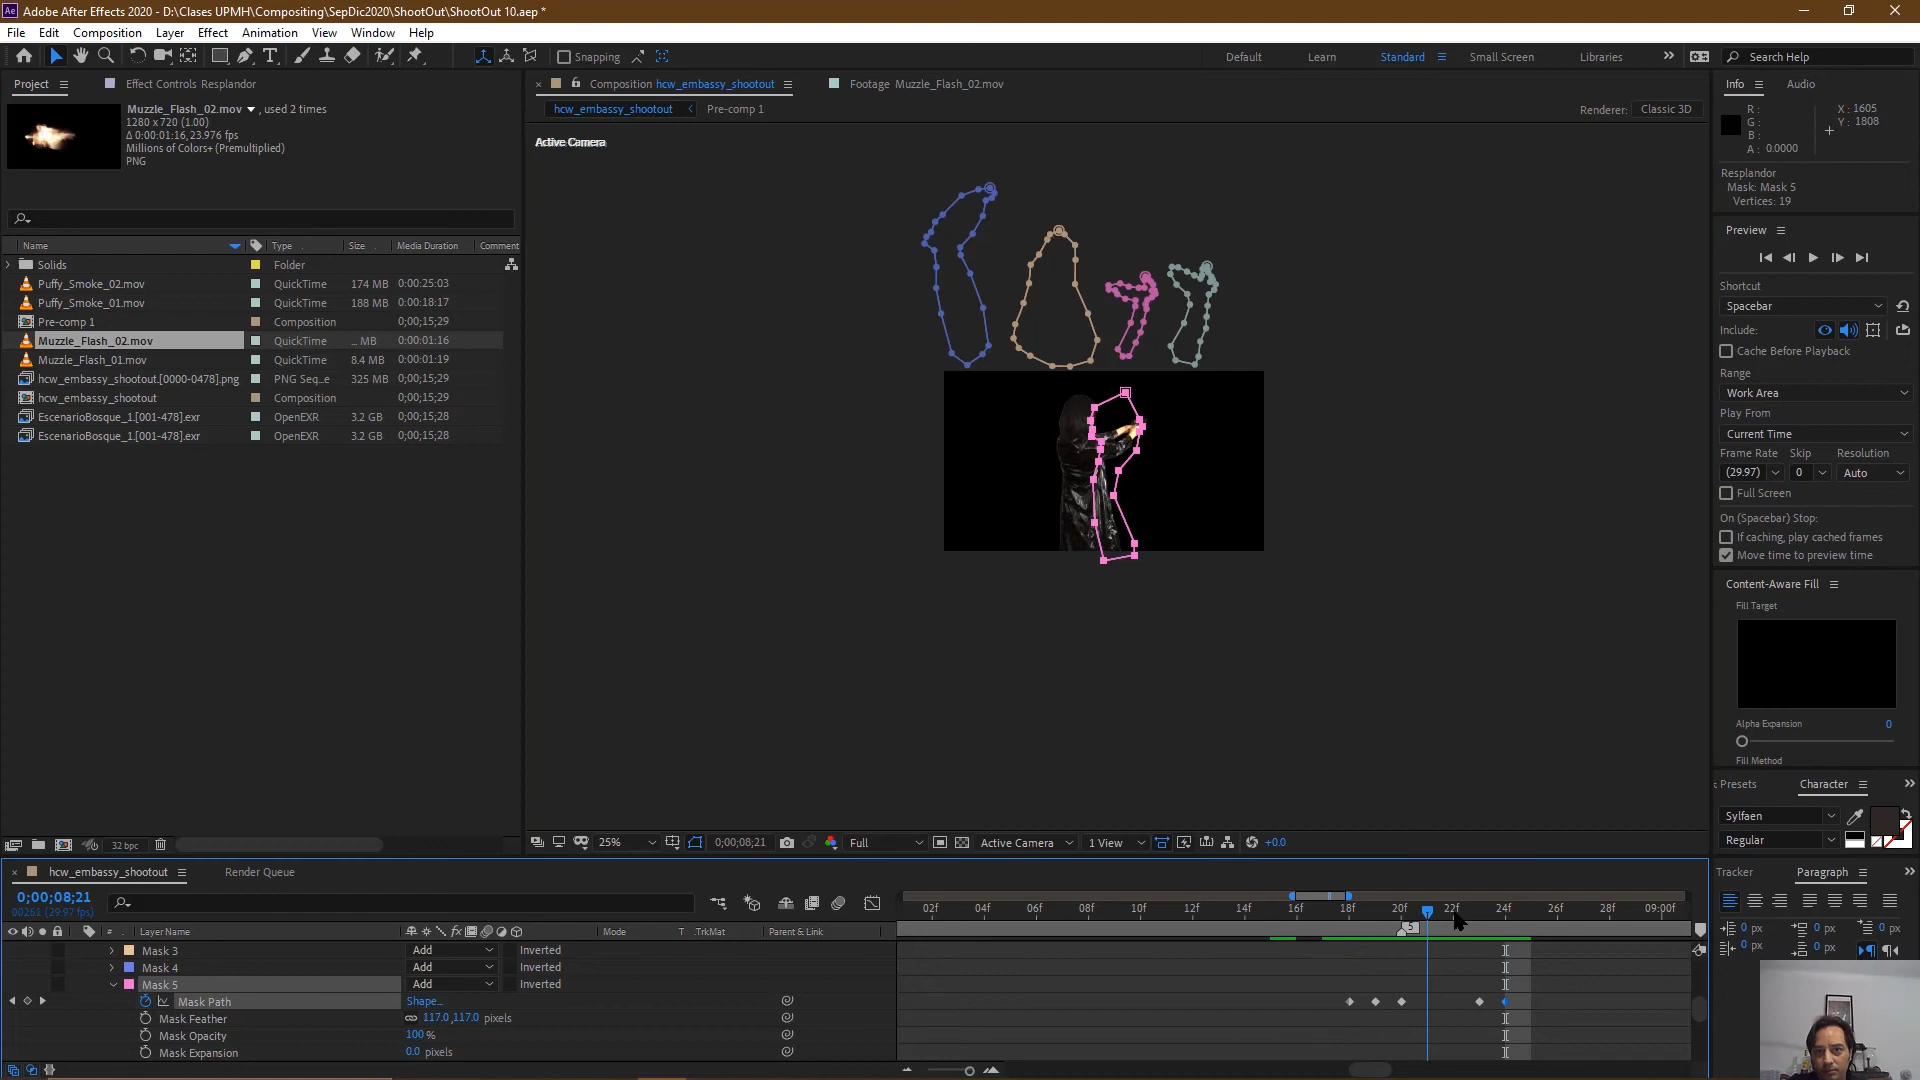 Adobe After Effects 2020 - D:\Clases UPMH\Compositing\SepDic2020\ShootOut\ShootOut 10.aep *
File Edit Composition Layer Effect Animation View Window Help
Snapping Default Learn Standard Small Screen Libraries Search Help
Project Effect Controls Resplandor
Muzzle_Flash_02.mov , used 2 times
1280 x 720 (1.00)
Δ 0:00:01:16, 23.976 fps
Millions of Colors+ (Premultiplied)
PNG
Name Type Size Media Duration Comment
Solids Folder
Puffy_Smoke_02.mov QuickTime 174 MB 0:00:25:03
Puffy_Smoke_01.mov QuickTime 188 MB 0:00:18:17
Pre-comp 1 Composition 0;00;15;29
Muzzle_Flash_02.mov QuickTime ... MB 0:00:01:16
Muzzle_Flash_01.mov QuickTime 8.4 MB 0:00:01:19
hcw_embassy_shootout.[0000-0478].png PNG Seq...e 325 MB 0;00;15;29
hcw_embassy_shootout Composition 0;00;15;29
EscenarioBosque_1.[001-478].exr OpenEXR 3.2 GB 0;00;15;28
EscenarioBosque_1.[001-478].exr OpenEXR 3.2 GB 0;00;15;28
32 bpc
Composition hcw_embassy_shootout Footage Muzzle_Flash_02.mov
hcw_embassy_shootout Pre-comp 1 Renderer: Classic 3D
Active Camera
25% 0;00;08;21 Full Active Camera 1 View +0.0
Info Audio
R : X : 1605
G : Y : 1808
B :
A : 0.0000
Resplandor
Mask: Mask 5
Vertices: 19
Preview
Shortcut
Spacebar
Include:
Cache Before Playback
Range
Work Area
Play From
Current Time
Frame Rate Skip Resolution
(29.97) 0 Auto
Full Screen
On (Spacebar) Stop:
If caching, play cached frames
Move time to preview time
Content-Aware Fill
Fill Target
Alpha Expansion 0
Fill Method
Presets Character
Sylfaen
Regular
Tracker Paragraph
0 px 0 px 0 px
0 px 0 px
hcw_embassy_shootout Render Queue
0;00;08;21
00261 (29.97 fps)
02f 04f 06f 08f 10f 12f 14f 16f 18f 20f 22f 24f 26f 28f 09:00f
5
# Layer Name Mode T .TrkMat Parent & Link
Mask 3 Add Inverted
Mask 4 Add Inverted
Mask 5 Add Inverted
Mask Path Shape...
Mask Feather 117.0,117.0 pixels
Mask Opacity 100 %
Mask Expansion 0.0 pixels